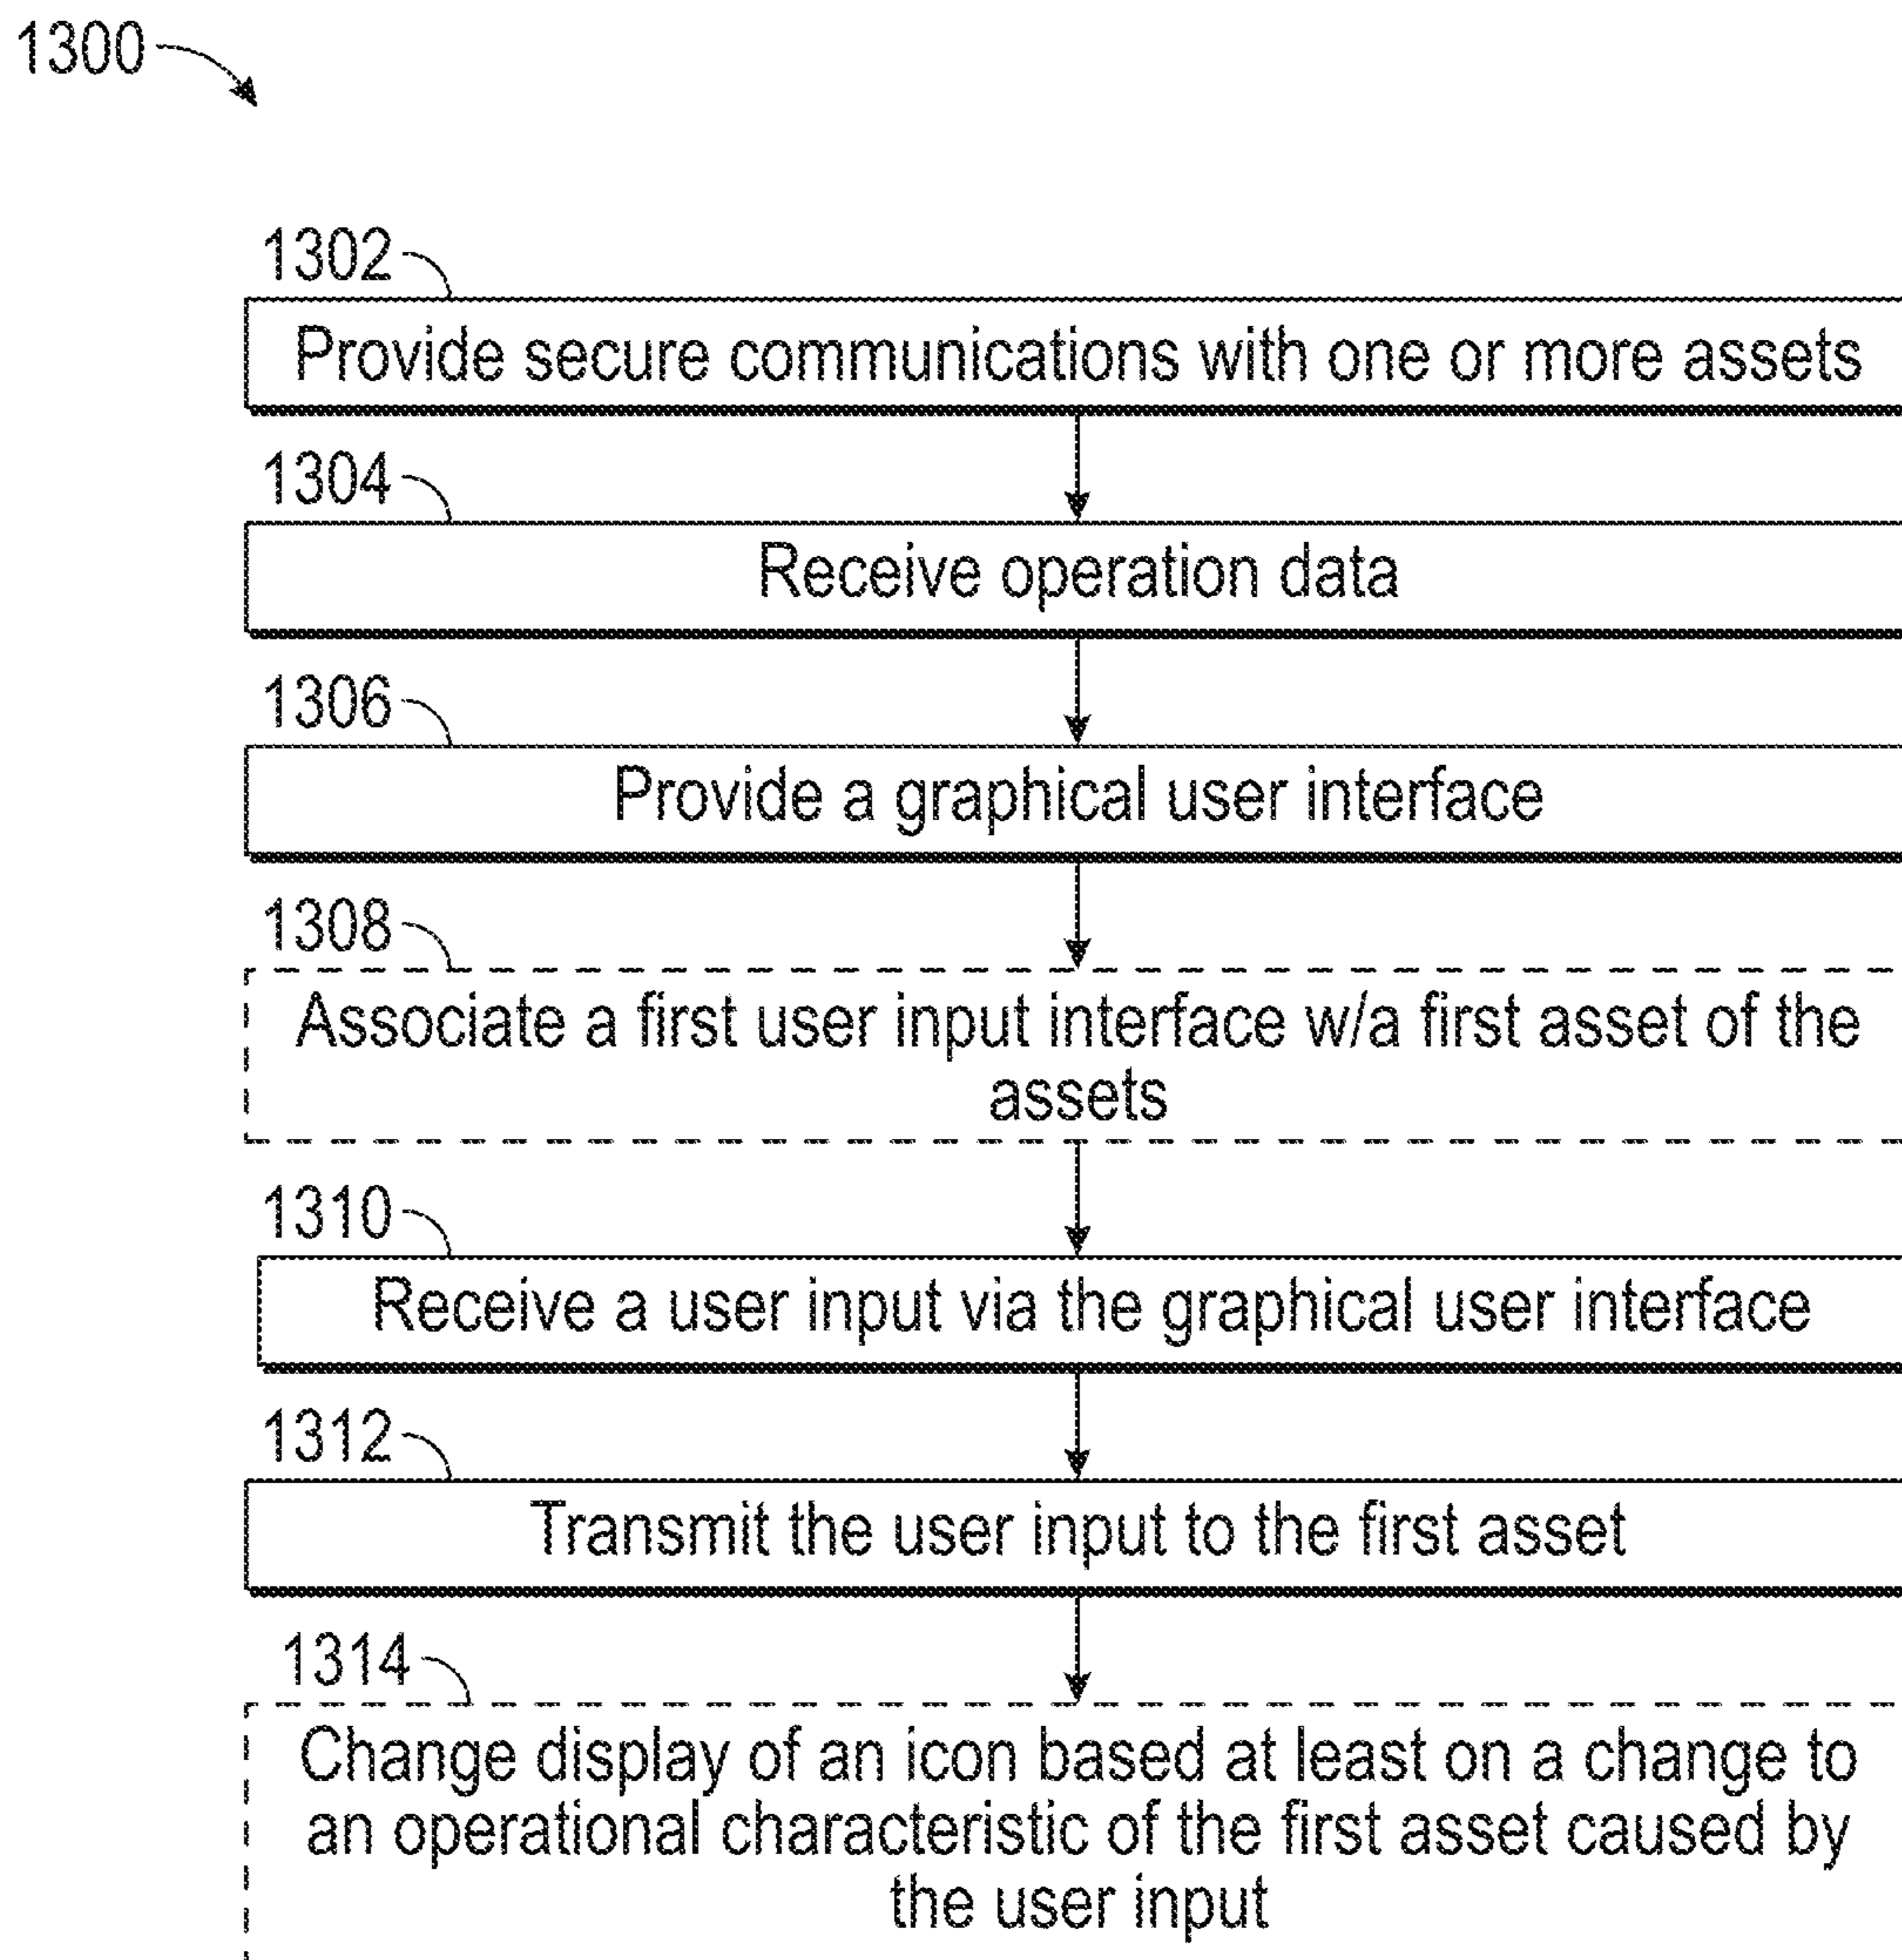 1300
1302
Provide secure communications with one or more assets
1304
Receive operation data
1306
Provide a graphical user interface
1308
Associate a first user input interface w/a first asset of the
assets
1310
Receive a user input via the graphical user interface
1312
Transmit the user input to the first asset
1314
Change display of an icon based at least on a change to
an operational characteristic of the first asset caused by
the user input